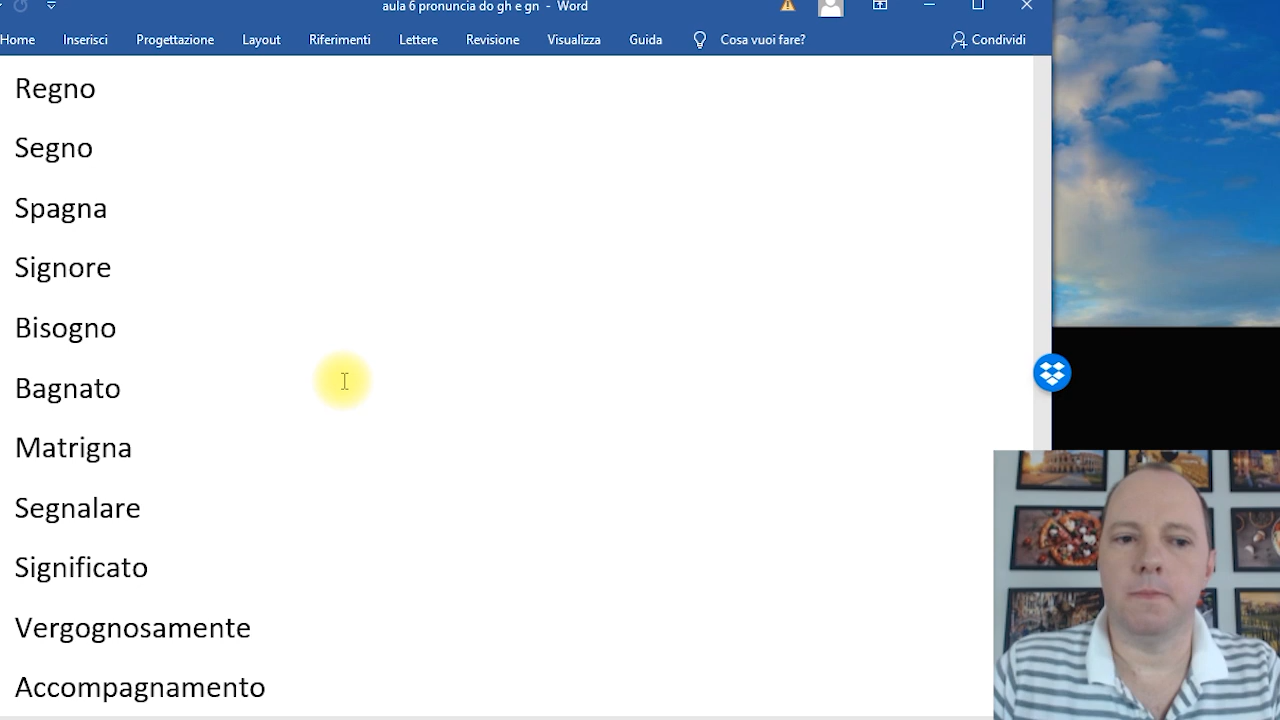 aula 6 pronuncia do gh e gn - Word
Home Inserisci Progettazione Layout Riferimenti Lettere Revisione Visualizza Guida Cosa vuoi fare? Condividi
Regno
Segno
Spagna
Signore
Bisogno
Bagnato
Matrigna
Segnalare
Significato
Vergognosamente
Accompagnamento